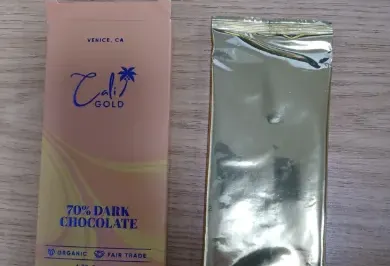 VENICE, CA
Cali
GOLD
70% DARK
CHOCOLATE
ORGANIC FAIR TRADE